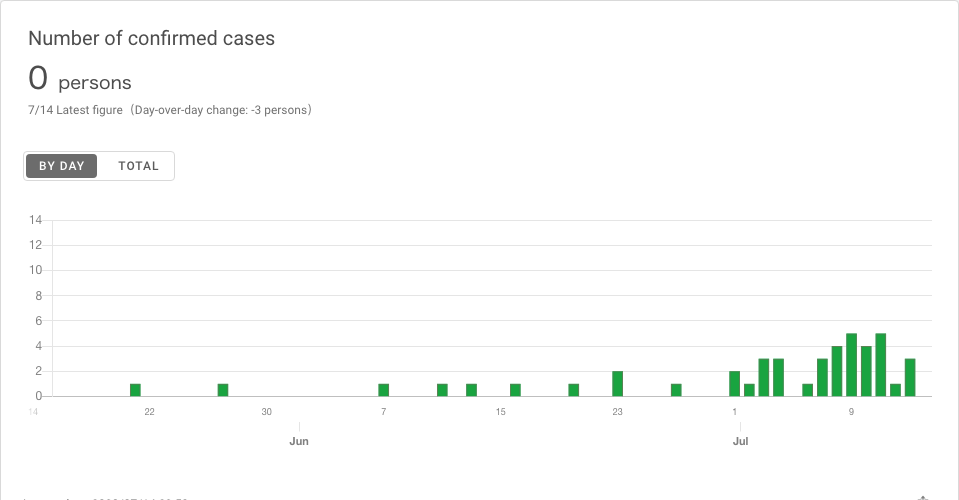 Number of confirmed cases
0 persons
7/14 Latest figure（Day-over-day change: -3 persons）
BY DAY TOTAL
14
12
10
8
6
4
2
0
14 22 30 7 15 23 1 9
Jun Jul